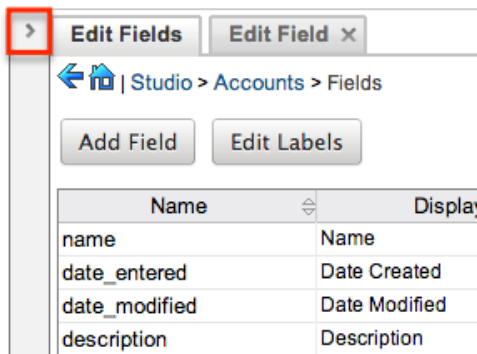 Edit Fields Edit Field ×
| Studio > Accounts > Fields
Add Field Edit Labels
Name Display
name Name
date_entered Date Created
date_modified Date Modified
description Description